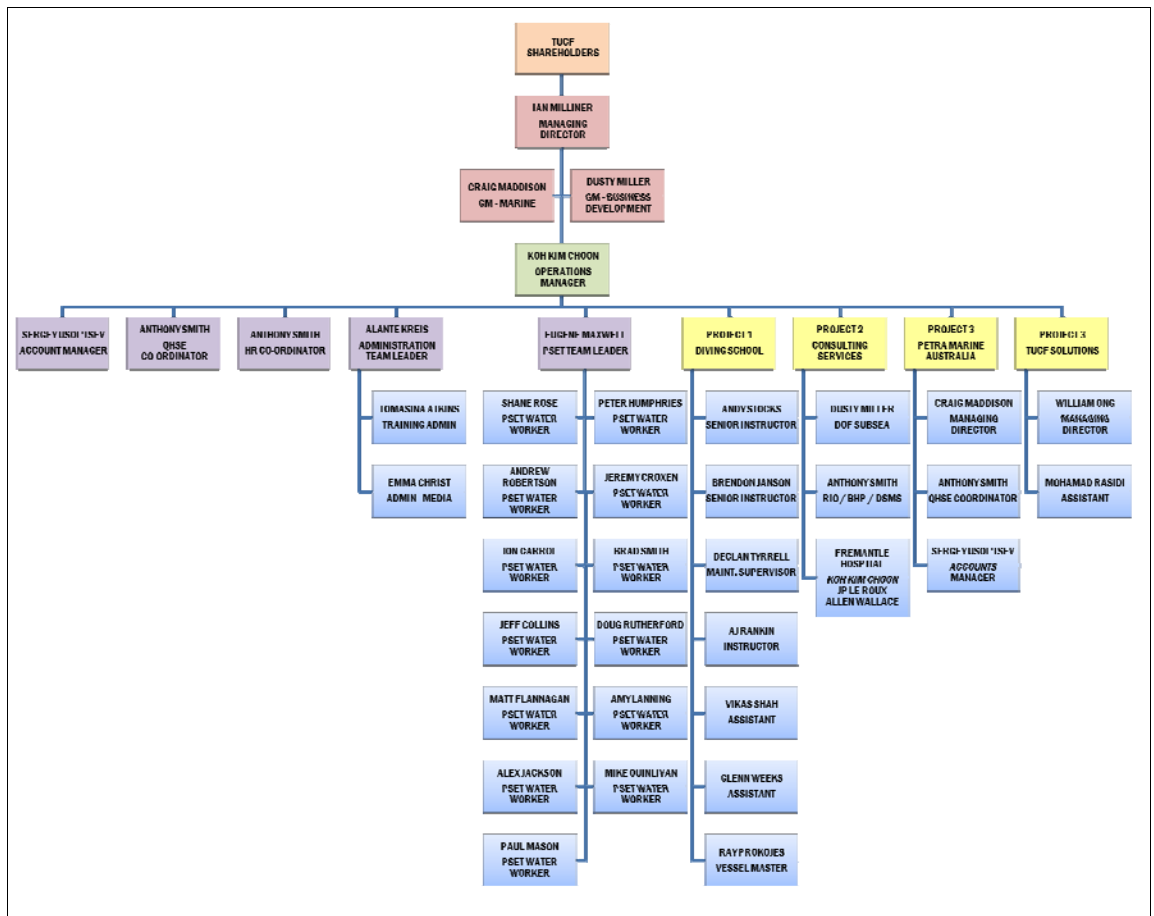 TUCF
SHAREHOLDERS
IAN MILLINER
MANAGING
DIRECTOR
CRAIG MADDISON
GM - MARINE
DUSTY MILLER
GM - BUSINESS
DEVELOPMENT
KOH KIM CHOON
OPERATIONS
MANAGER
SERGEY USOL'TSEV
ACCOUNT MANAGER
ANTHONY SMITH
QHSE
CO ORDINATOR
ANTHONY SMITH
HR CO-ORDINATOR
ALANTE KREIS
ADMINISTRATION
TEAM LEADER
EUGENE MAXWELL
PSET TEAM LEADER
PROJECT 1
DIVING SCHOOL
PROJECT 2
CONSULTING
SERVICES
PROJECT 3
PETRA MARINE
AUSTRALIA
PROJECT 3
TUCF SOLUTIONS
TOMASINA ATKINS
TRAINING ADMIN
EMMA CHRIST
ADMIN MEDIA
SHANE ROSE
PSET WATER
WORKER
ANDREW
ROBERTSON
PSET WATER
WORKER
JON CARROL
PSET WATER
WORKER
JEFF COLLINS
PSET WATER
WORKER
MATT FLANNAGAN
PSET WATER
WORKER
ALEX JACKSON
PSET WATER
WORKER
PAUL MASON
PSET WATER
WORKER
PETER HUMPHRIES
PSET WATER
WORKER
JEREMY CROXEN
PSET WATER
WORKER
BRAD SMITH
PSET WATER
WORKER
DOUG RUTHERFORD
PSET WATER
WORKER
AMY LANNING
PSET WATER
WORKER
MIKE QUINLIVAN
PSET WATER
WORKER
ANDY STOCKS
SENIOR INSTRUCTOR
BRENDON JANSON
SENIOR INSTRUCTOR
DECLAN TYRRELL
MAINT. SUPERVISOR
AJ RANKIN
INSTRUCTOR
VIKAS SHAH
ASSISTANT
GLENN WEEKS
ASSISTANT
RAY PROKOJES
VESSEL MASTER
DUSTY MILLER
DOF SUBSEA
ANTHONY SMITH
RIO / BHP / DSMS
FREMANTLE
HOSPITAL
KOH KIM CHOON
JP LE ROUX
ALLEN WALLACE
CRAIG MADDISON
MANAGING
DIRECTOR
ANTHONY SMITH
QHSE COORDINATOR
SERGEY USOL'TSEV
ACCOUNTS
MANAGER
WILLIAM ONG
MANAGING
DIRECTOR
MOHAMAD RASIDI
ASSISTANT